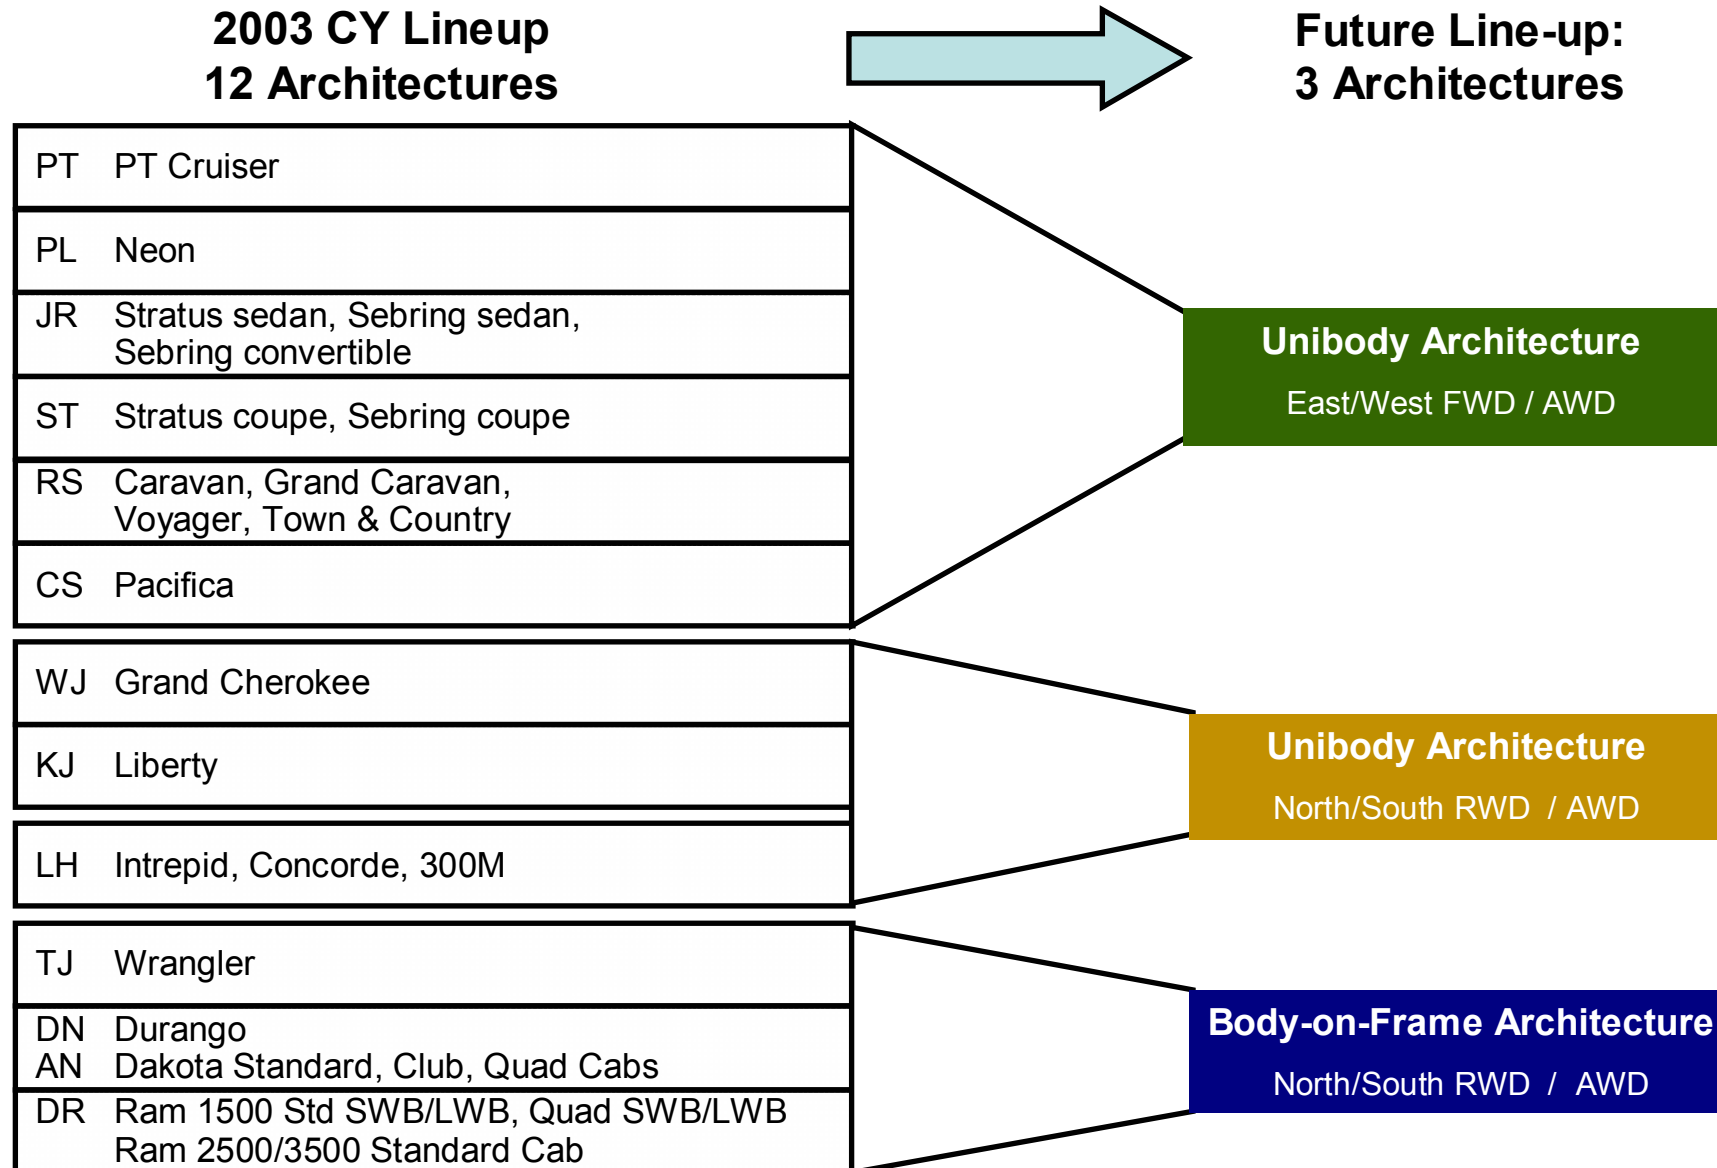 2003 CY Lineup
12 Architectures
Future Line-up:
3 Architectures
PT PT Cruiser
PL Neon
JR Stratus sedan, Sebring sedan,
Sebring convertible
ST Stratus coupe, Sebring coupe
RS Caravan, Grand Caravan,
Voyager, Town & Country
CS Pacifica
WJ Grand Cherokee
KJ Liberty
LH Intrepid, Concorde, 300M
TJ Wrangler
DN Durango
AN Dakota Standard, Club, Quad Cabs
DR Ram 1500 Std SWB/LWB, Quad SWB/LWB
Ram 2500/3500 Standard Cab
Unibody Architecture
East/West FWD / AWD
Unibody Architecture
North/South RWD / AWD
Body-on-Frame Architecture
North/South RWD / AWD